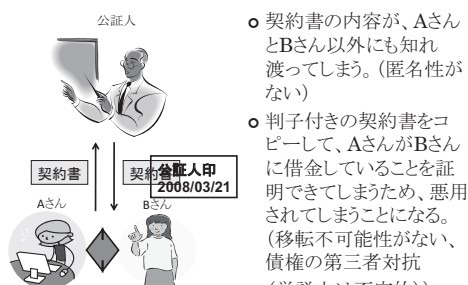 公証人
契約書
契約書
公証人印
2008/03/21
Aさん
Bさん
契約書の内容が、Aさん
とBさん以外にも知れ
渡ってしまう。(匿名性が
ない)
判子付きの契約書をコ
ピーして、AさんがBさん
に借金していることを証
明できてしまうため、悪用
されてしまうことになる。
(移転不可能性がない、
債権の第三者対抗